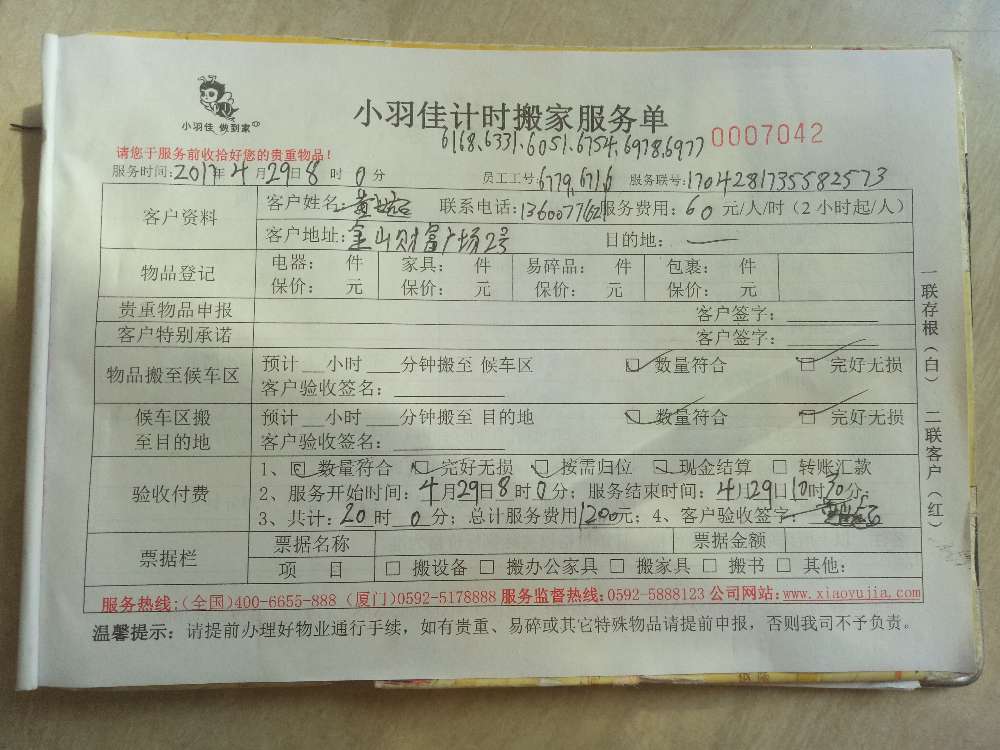 小羽佳 做到家
小羽佳计时搬家服务单
0007042
6168、6331、6051、6754、6978、6977
请您于服务前收拾好您的贵重物品!
服务时间:2017年4月29日8时0分 员工工号:6779、6716 服务联号:1704281735582573
客户资料 客户姓名: 联系电话: 服务费用:60元/人/时(2小时起/人)
客户地址:金山财富广场2号 目的地:
物品登记 电器: 件 家具: 件 易碎品: 件 包裹: 件
保价: 元 保价: 元 保价: 元 保价: 元
贵重物品申报 客户签字:
客户特别承诺 客户签字:
物品搬至候车区 预计__小时___分钟搬至 候车区 数量符合 完好无损
客户验收签名:
候车区搬至目的地 预计__小时___分钟搬至 目的地 数量符合 完好无损
客户验收签名:
验收付费 1、数量符合 完好无损 按需归位 现金结算 转账汇款
2、服务开始时间:4月29日8时0分;服务结束时间:4月29日10时30分;
3、共计:20时0分;总计服务费用1200元;4、客户验收签字:
票据栏 票据名称 票据金额
项 目 □ 搬设备 □ 搬办公家具 □ 搬家具 □ 搬书 □ 其他:
一联存根(白) 二联客户(红)
服务热线:(全国)400-6655-888 (厦门)0592-5178888 服务监督热线:0592-5888123 公司网站:www.xiaoyujia.com
温馨提示:请提前办理好物业通行手续,如有贵重、易碎或其它特殊物品请提前申报,否则我司不予负责。